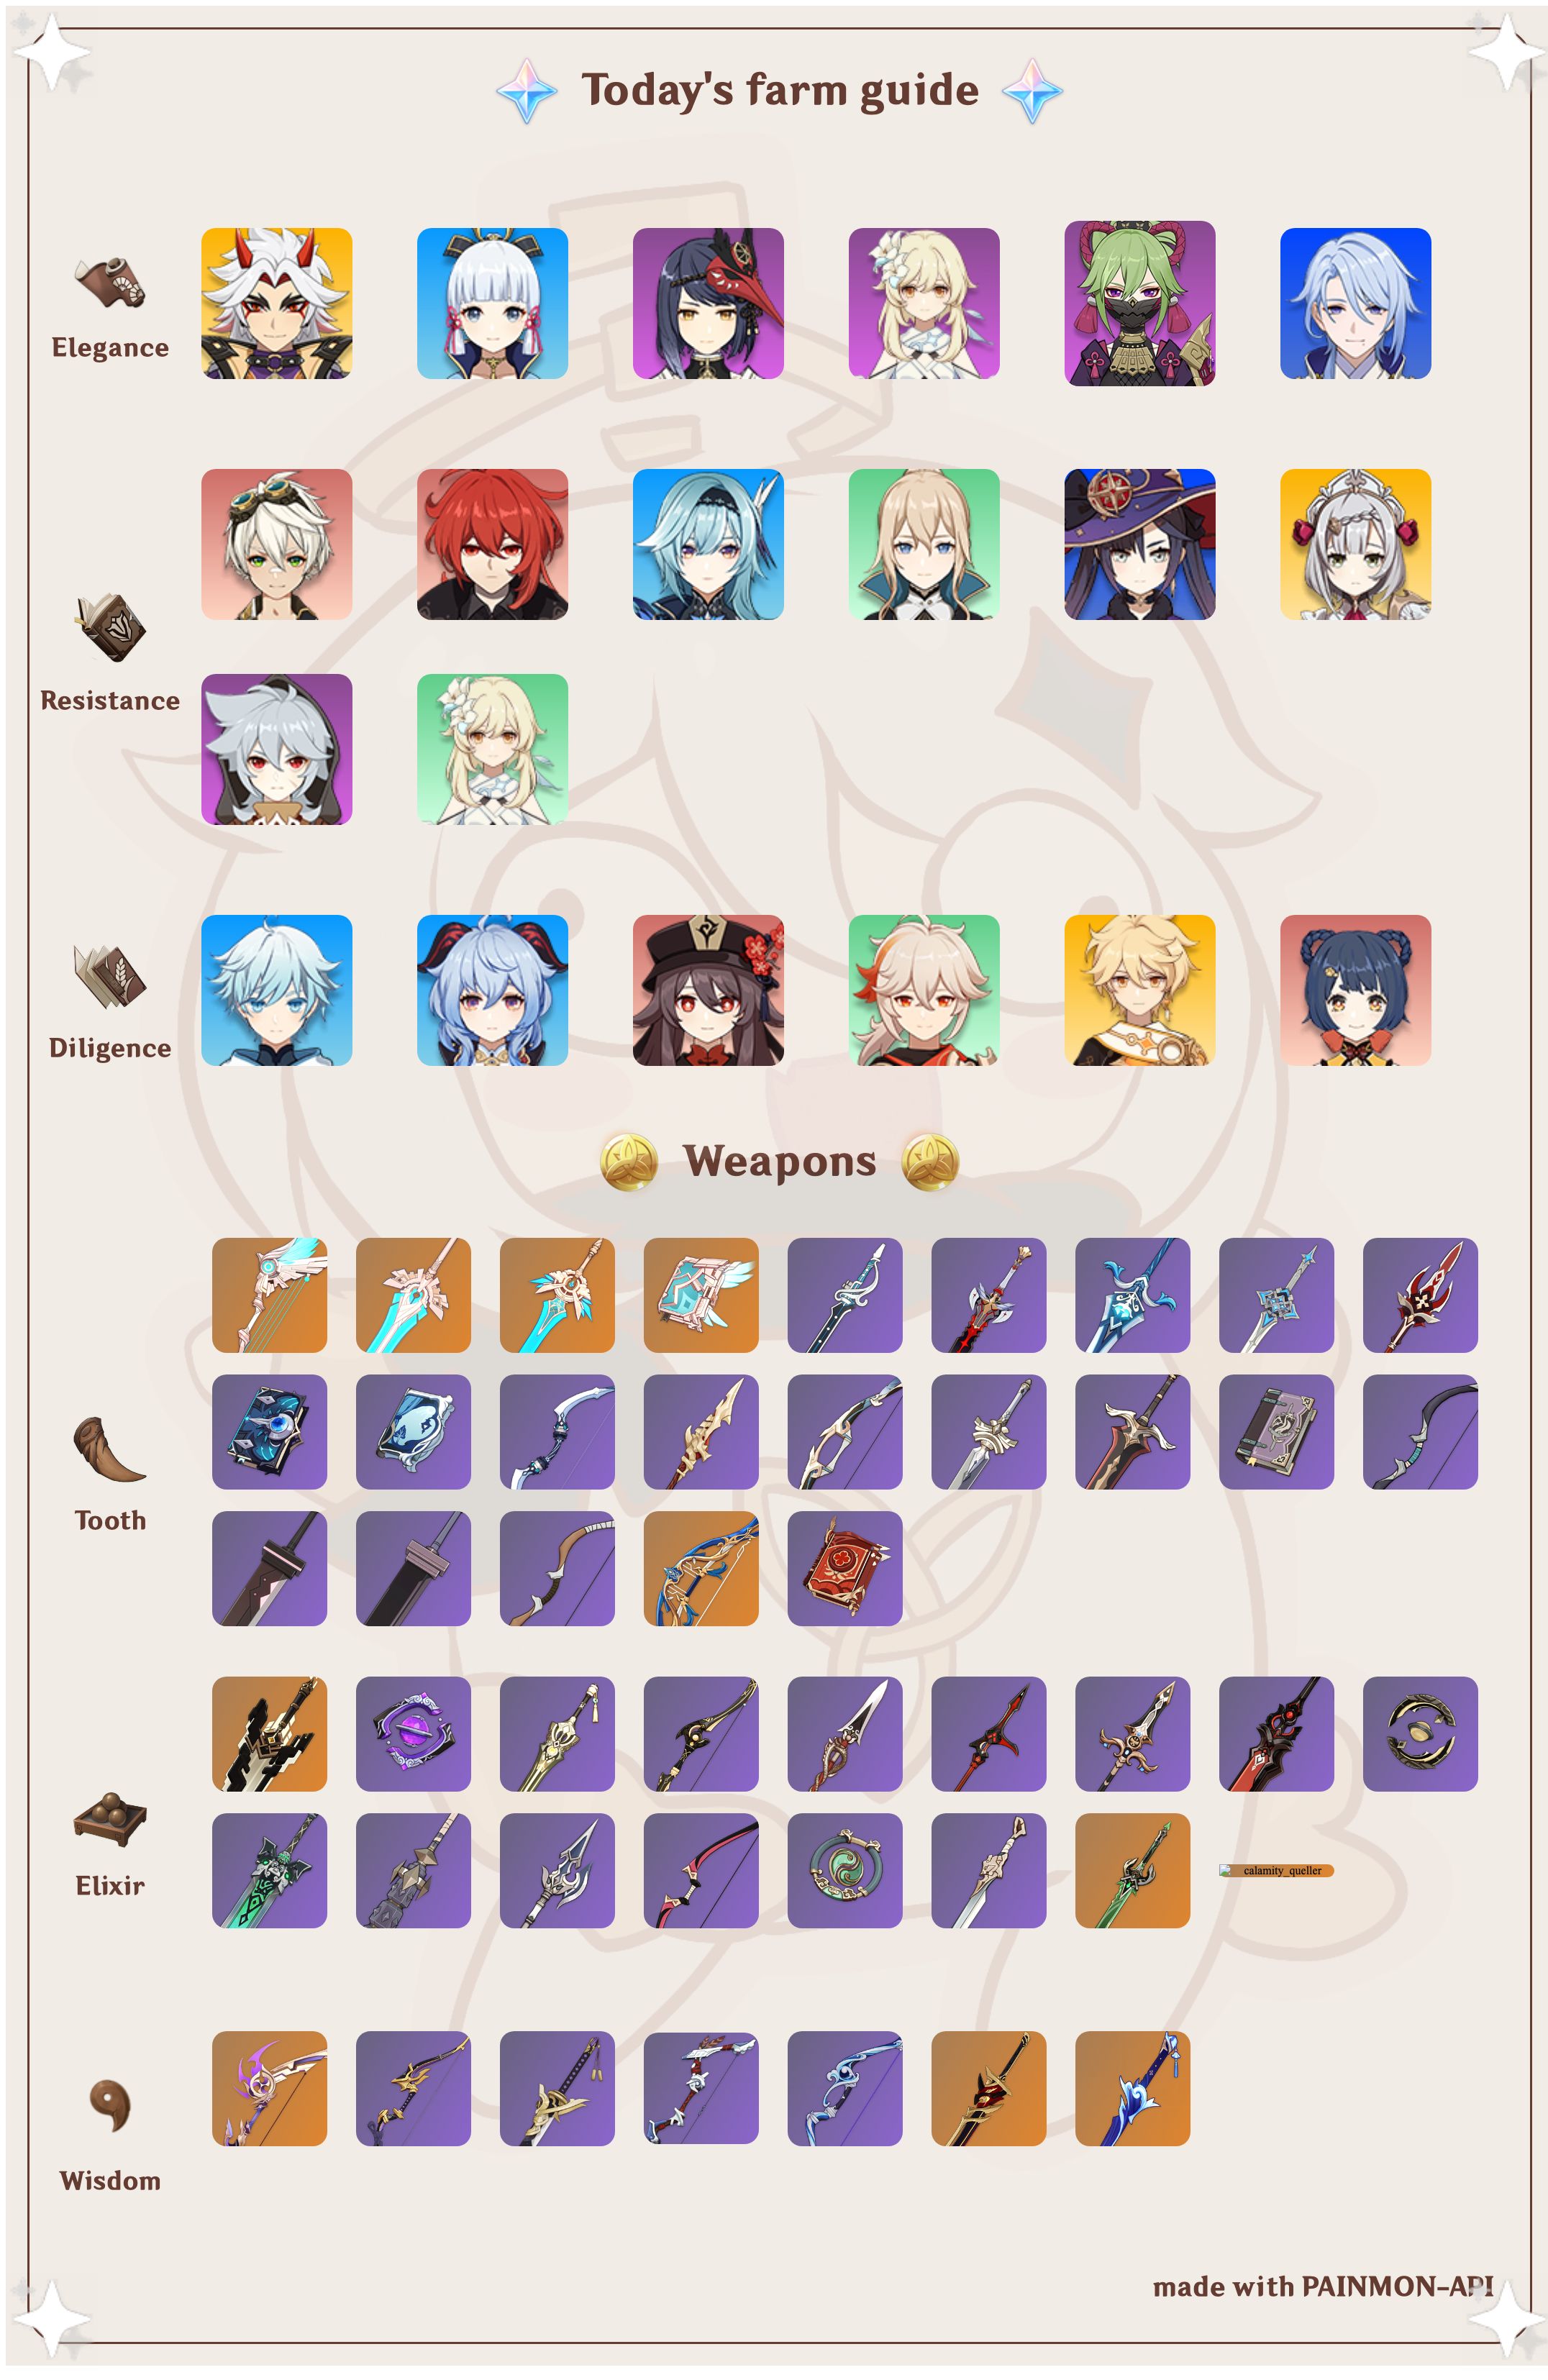 Today's farm guide
Elegance
Resistance
Diligence
Weapons
Tooth
Elixir
calamity_queller
Wisdom
made with PAINMON-API